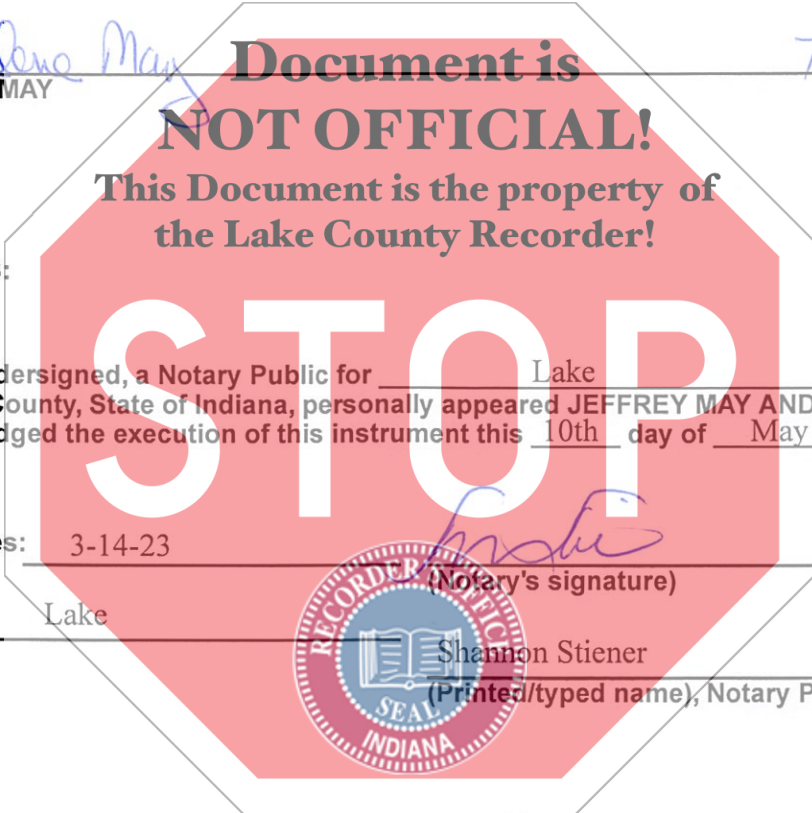 May
Document is
MAY
NOT OFFICIAL!
This Document is the property of
the Lake County Recorder!
STOP
dersigned, a Notary Public for Lake
County, State of Indiana, personally appeared JEFFREY MAY AND
dged the execution of this instrument this 10th day of May
s: 3-14-23
(Notary's signature)
Lake
Shannon Stiener
(Printed/typed name), Notary P
RECORDER'S OFFICE
SEAL
INDIANA